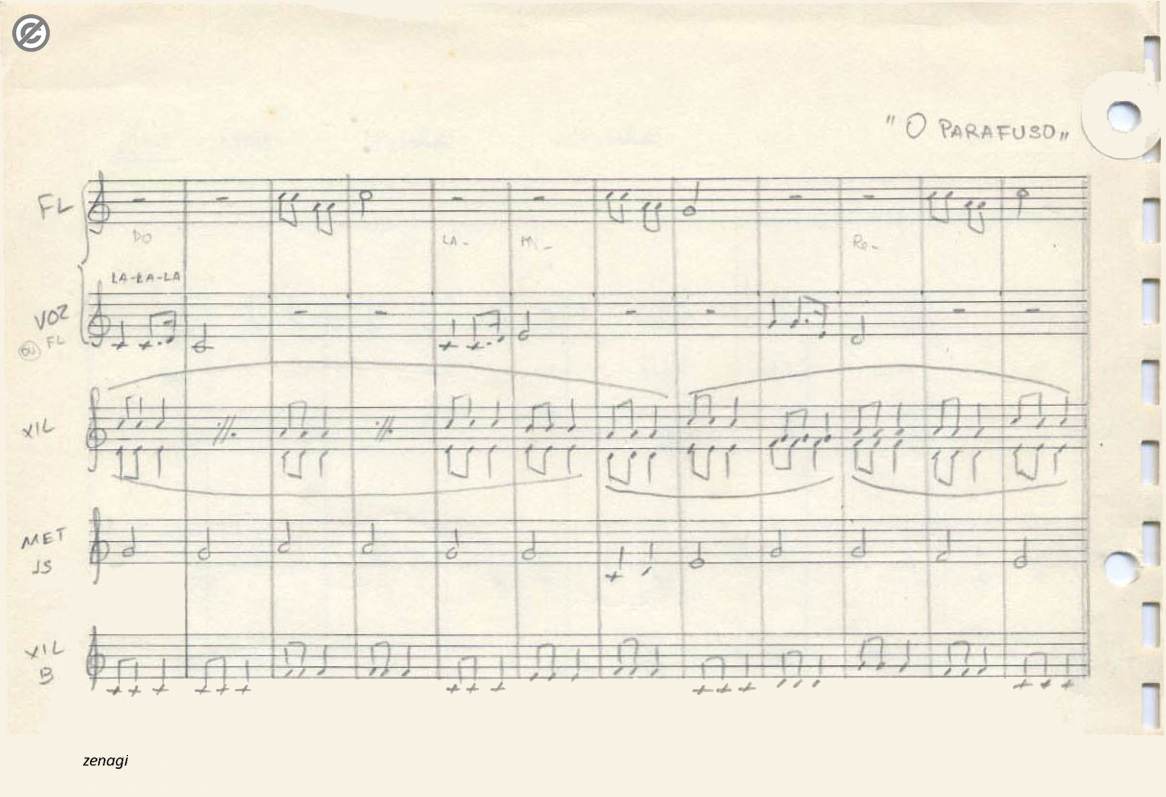 " O PARAFUSO „
FL
DO
LA-
Mi-
Re-
LA-LA-LA
VOZ
OU FL
XIL
MET
JS
XIL
B
zenagi